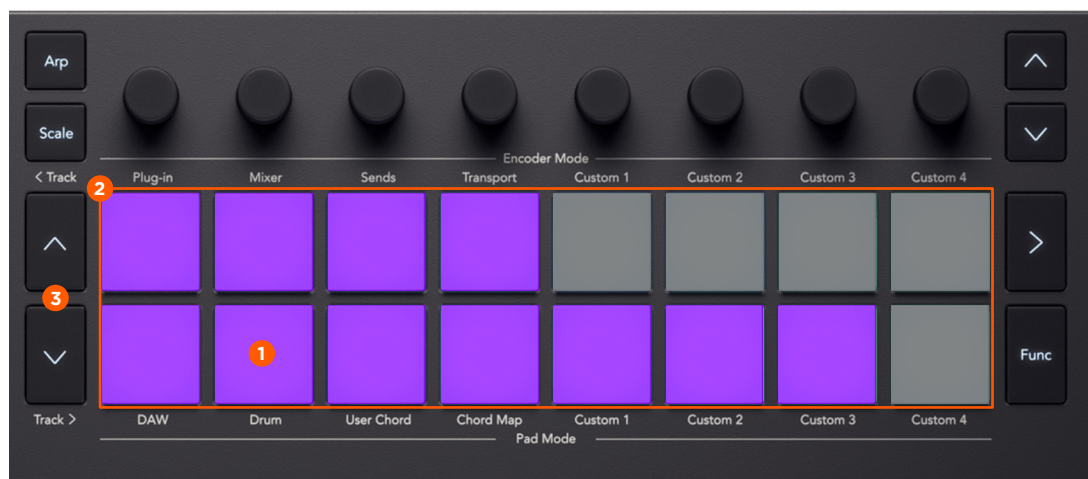 Arp
Scale
Encoder Mode
< Track Plug-in Mixer Sends Transport Custom 1 Custom 2 Custom 3 Custom 4
2
3
1
Func
Track > DAW Drum User Chord Chord Map Custom 1 Custom 2 Custom 3 Custom 4
Pad Mode